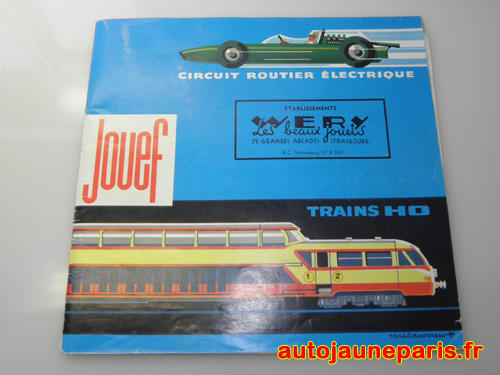 CIRCUIT ROUTIER ÉLECTRIQUE
ETABLISSEMENTS
WERY
Les beaux jouets
79, GRANDES ARCADES STRASBOURG
R.C. Strasbourg
Jouef
TRAINS HO
1 2
autojauneparis.fr